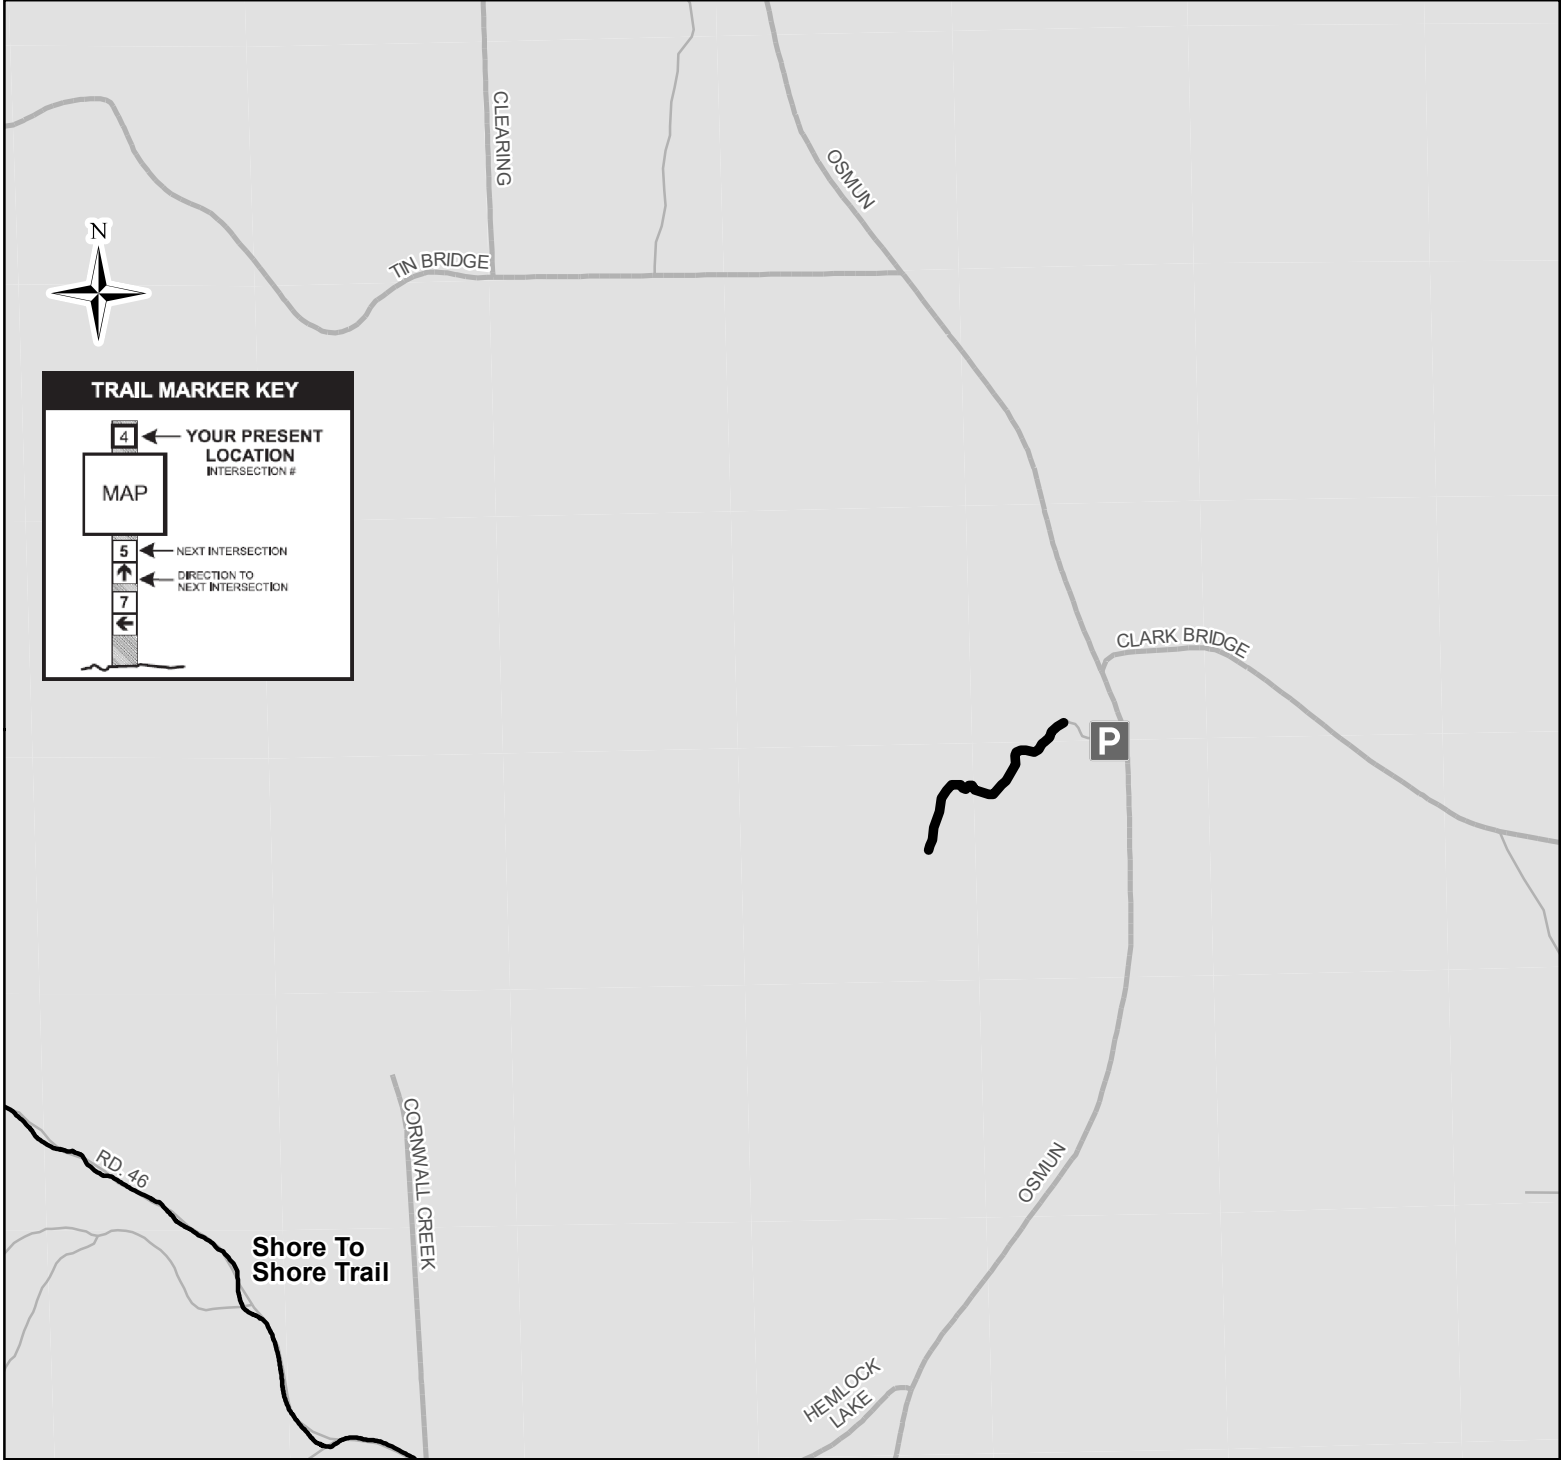 CLEARING
OSMUN
N
TIN BRIDGE
TRAIL MARKER KEY
4
YOUR PRESENT
LOCATION
INTERSECTION #
MAP
5
NEXT INTERSECTION
DIRECTION TO
NEXT INTERSECTION
7
CLARK BRIDGE
P
CORNWALL CREEK
RD. 46
OSMUN
Shore To
Shore Trail
HEMLOCK
LAKE